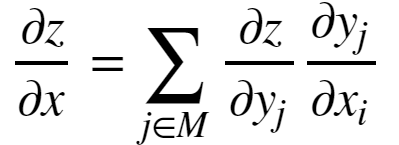 ∂z/∂x = ∑_{j∈M} ∂z/∂y_j ∂y_j/∂x_i